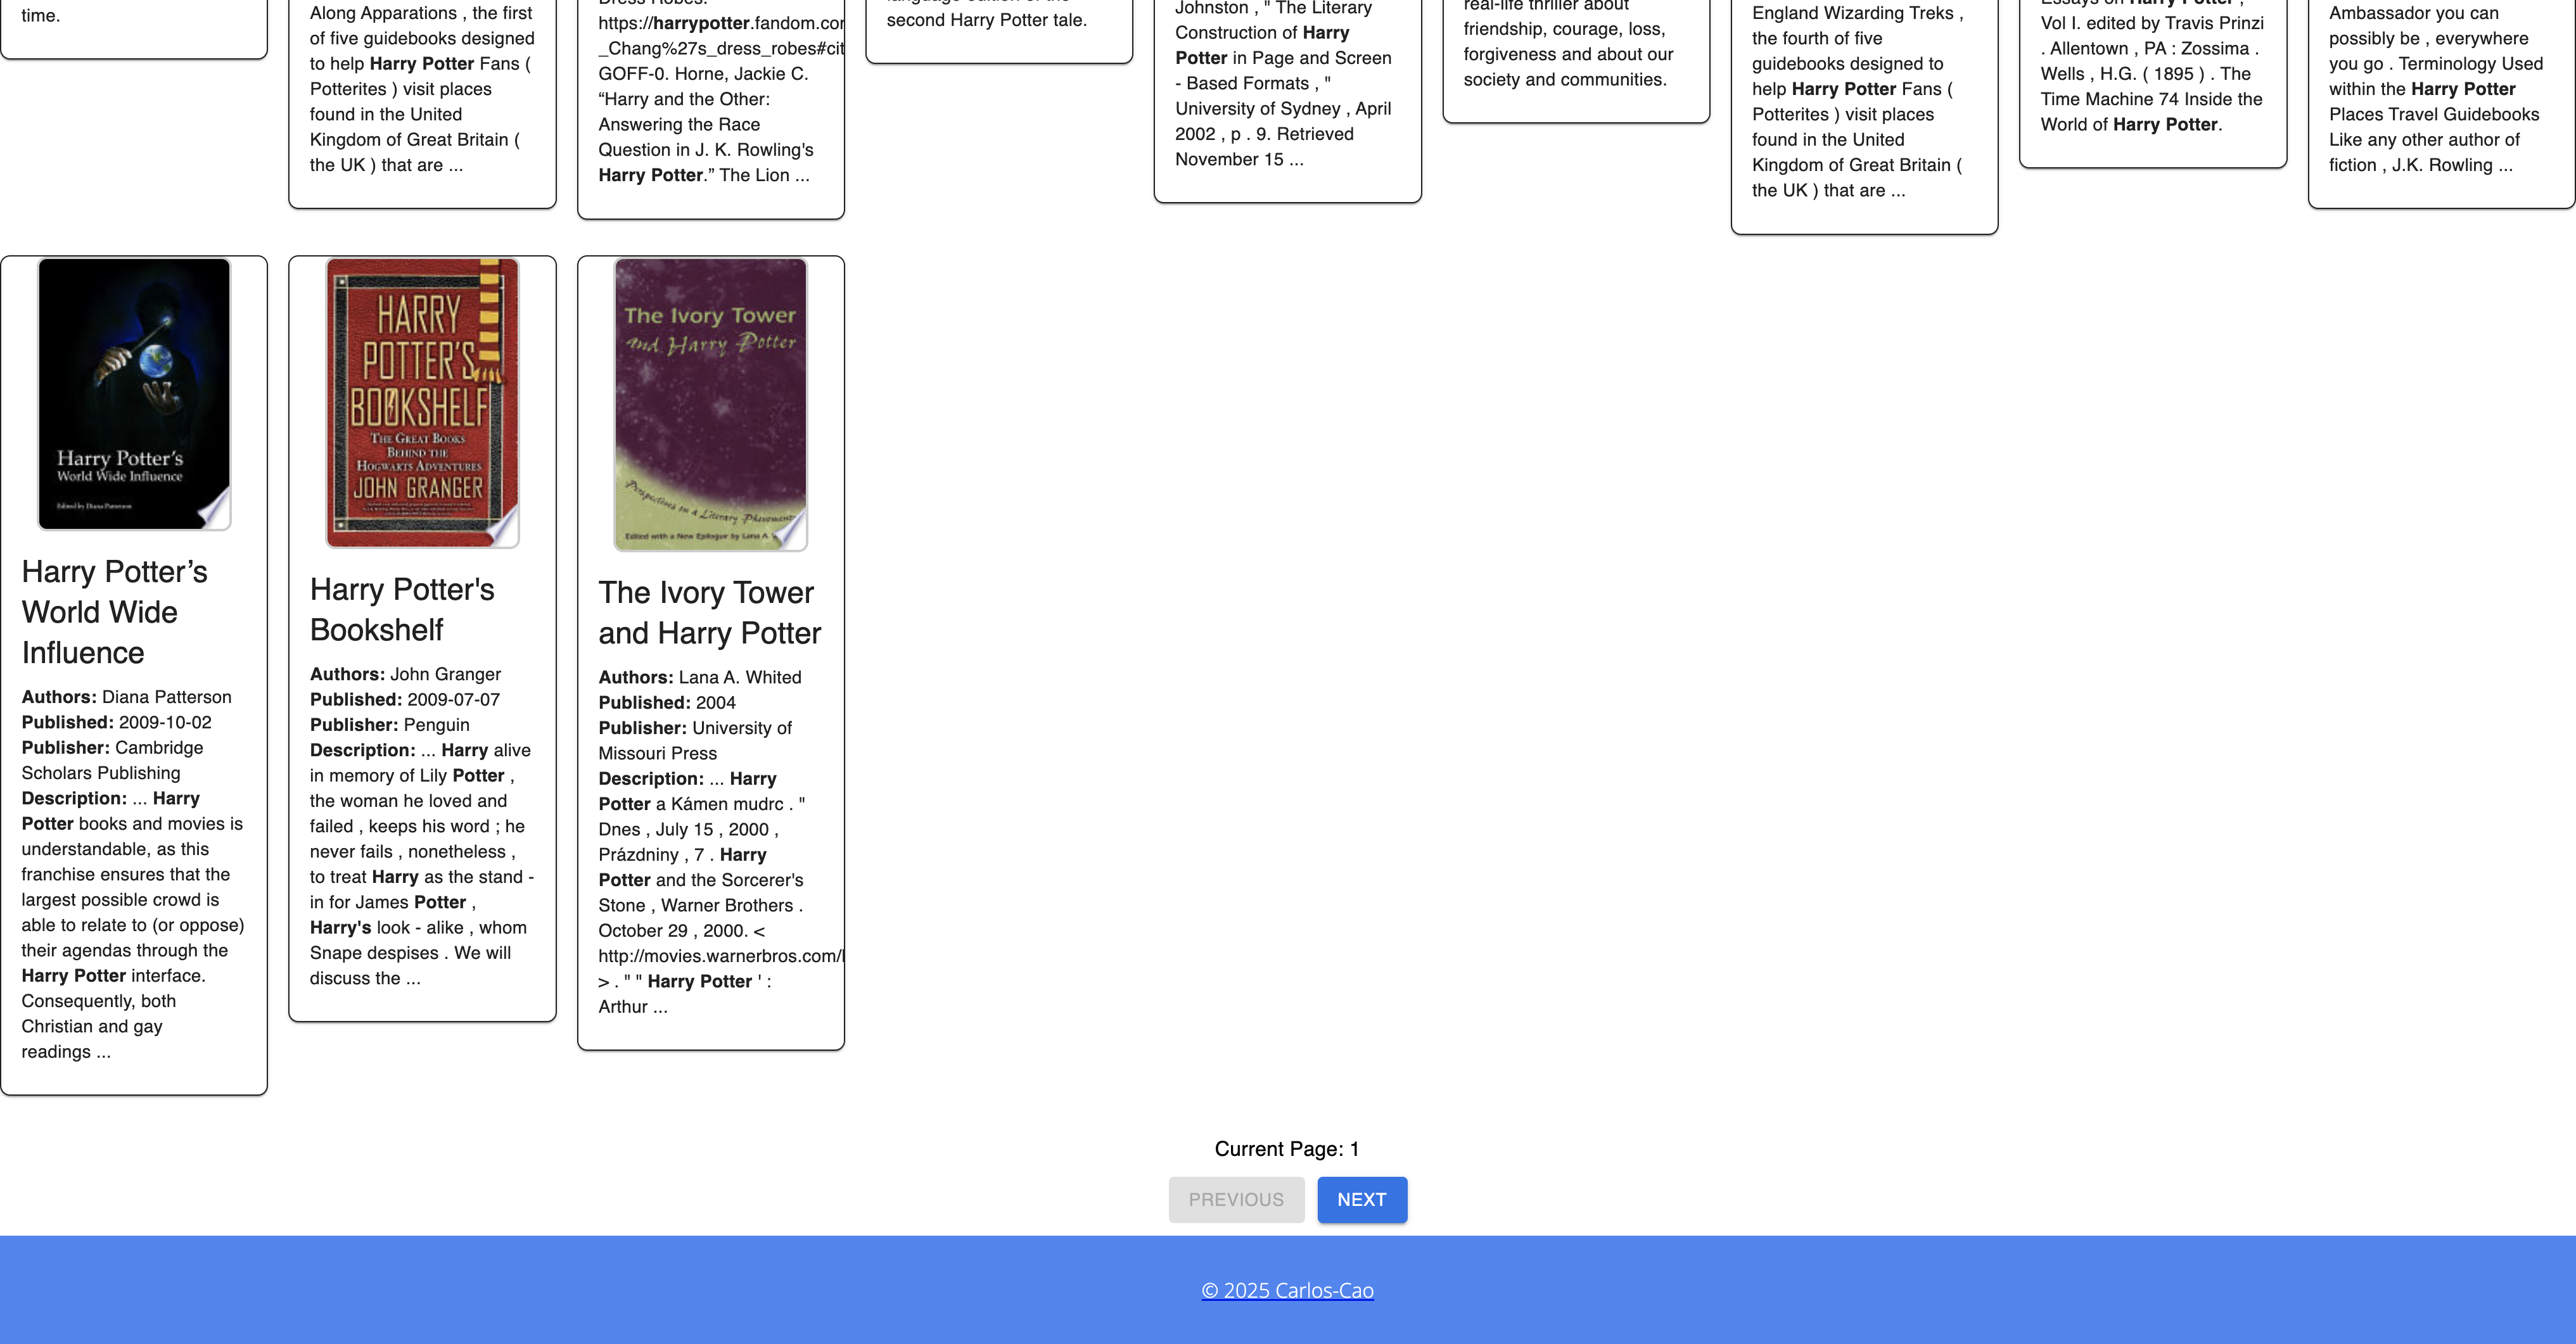 time.
Along Apparations , the first
of five guidebooks designed
to help Harry Potter Fans (
Potterites ) visit places
found in the United
Kingdom of Great Britain (
the UK ) that are ...
https://harrypotter.fandom.cor
_Chang%27s_dress_robes#cit
GOFF-0. Horne, Jackie C.
“Harry and the Other:
Answering the Race
Question in J. K. Rowling's
Harry Potter.” The Lion ...
second Harry Potter tale.
Johnston , " The Literary
Construction of Harry
Potter in Page and Screen
- Based Formats , "
University of Sydney , April
2002 , p . 9. Retrieved
November 15 ...
real-life thriller about
friendship, courage, loss,
forgiveness and about our
society and communities.
England Wizarding Treks ,
the fourth of five
guidebooks designed to
help Harry Potter Fans (
Potterites ) visit places
found in the United
Kingdom of Great Britain (
the UK ) that are ...
Essays on Harry Potter ,
Vol I. edited by Travis Prinzi
. Allentown , PA : Zossima .
Wells , H.G. ( 1895 ) . The
Time Machine 74 Inside the
World of Harry Potter.
Ambassador you can
possibly be , everywhere
you go . Terminology Used
within the Harry Potter
Places Travel Guidebooks
Like any other author of
fiction , J.K. Rowling ...
Harry Potter's
World Wide Influence
Edited by Diana Patterson
Harry Potter’s
World Wide
Influence
Authors: Diana Patterson
Published: 2009-10-02
Publisher: Cambridge
Scholars Publishing
Description: ... Harry
Potter books and movies is
understandable, as this
franchise ensures that the
largest possible crowd is
able to relate to (or oppose)
their agendas through the
Harry Potter interface.
Consequently, both
Christian and gay
readings ...
HARRY
POTTER'S
BOOKSHELF
THE GREAT BOOKS
BEHIND THE
HOGWARTS ADVENTURES
JOHN GRANGER
Harry Potter's
Bookshelf
Authors: John Granger
Published: 2009-07-07
Publisher: Penguin
Description: ... Harry alive
in memory of Lily Potter ,
the woman he loved and
failed , keeps his word ; he
never fails , nonetheless ,
to treat Harry as the stand -
in for James Potter ,
Harry's look - alike , whom
Snape despises . We will
discuss the ...
The Ivory Tower
and Harry Potter
Perspectives on a Literary Phenomenon
Edited with a New Epilogue by Lana A.
The Ivory Tower
and Harry Potter
Authors: Lana A. Whited
Published: 2004
Publisher: University of
Missouri Press
Description: ... Harry
Potter a Kámen mudrc . "
Dnes , July 15 , 2000 ,
Prázdniny , 7 . Harry
Potter and the Sorcerer's
Stone , Warner Brothers .
October 29 , 2000. <
http://movies.warnerbros.com/l
> . " " Harry Potter ' :
Arthur ...
Current Page: 1
PREVIOUS
NEXT
© 2025 Carlos-Cao